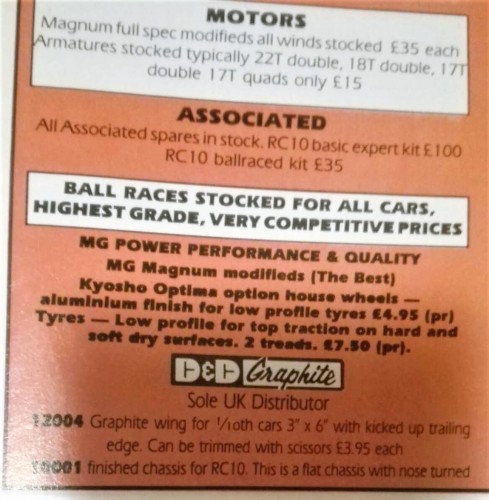 MOTORS
Magnum full spec modifieds all winds stocked £35 each
Armatures stocked typically 22T double, 18T double, 17T
double 17T quads only £15
ASSOCIATED
All Associated spares in stock. RC10 basic expert kit £100
RC10 ballraced kit £35
BALL RACES STOCKED FOR ALL CARS,
HIGHEST GRADE, VERY COMPETITIVE PRICES
MG POWER PERFORMANCE & QUALITY
MG Magnum modifieds (The Best)
Kyosho Optima option house wheels —
aluminium finish for low profile tyres £4.95 (pr)
Tyres — Low profile for top traction on hard and
soft dry surfaces. 2 treads. £7.50 (pr).
D&D Graphite
Sole UK Distributor
12004 Graphite wing for 1/10th cars 3" x 6" with kicked up trailing
edge. Can be trimmed with scissors £3.95 each
finished chassis for RC10. This is a flat chassis with nose turned